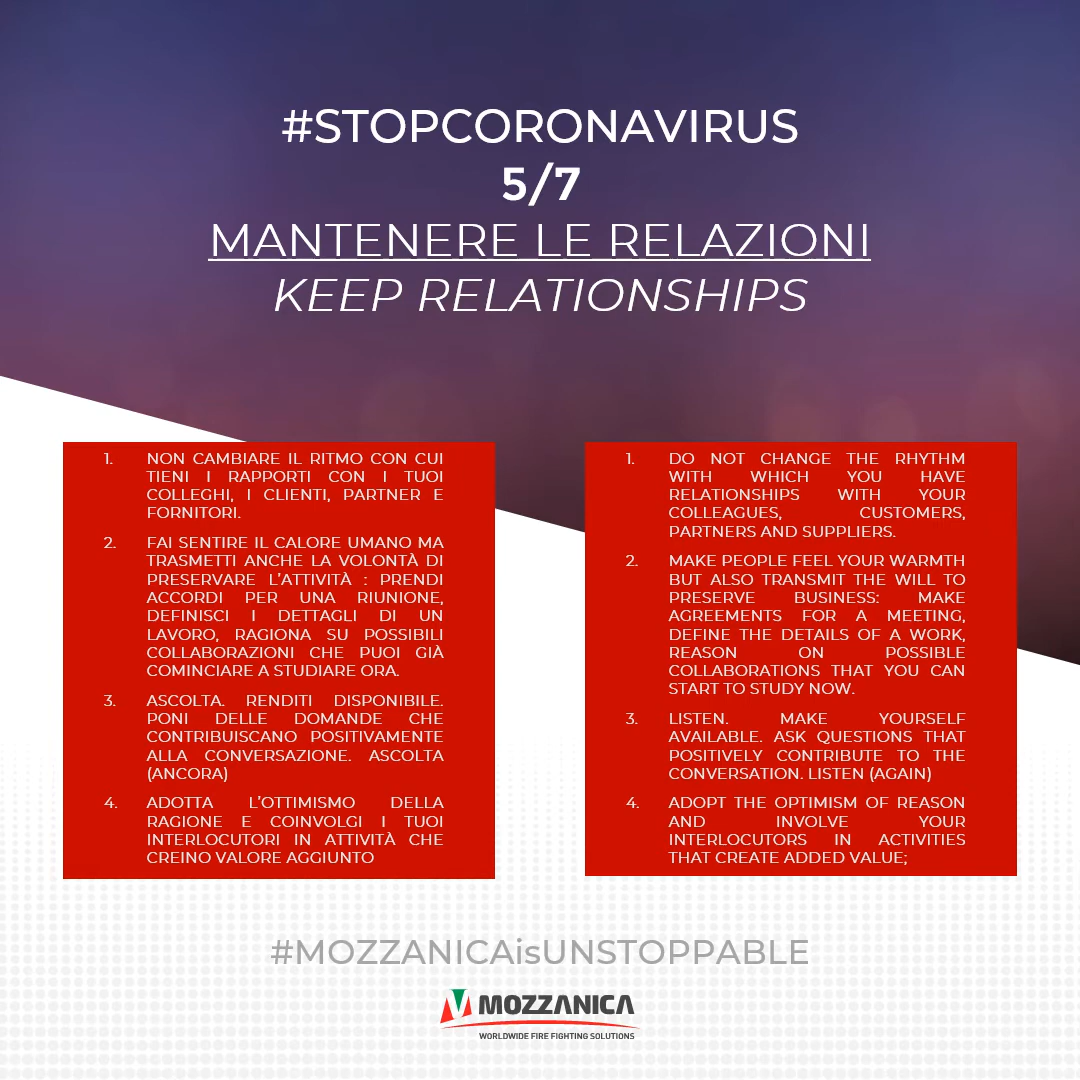 #STOPCORONAVIRUS
5/7
MANTENERE LE RELAZIONI
KEEP RELATIONSHIPS
1. NON CAMBIARE IL RITMO CON CUI
TIENI I RAPPORTI CON I TUOI
COLLEGHI, I CLIENTI, PARTNER E
FORNITORI.
2. FAI SENTIRE IL CALORE UMANO MA
TRASMETTI ANCHE LA VOLONTÀ DI
PRESERVARE L'ATTIVITÀ : PRENDI
ACCORDI PER UNA RIUNIONE,
DEFINISCI I DETTAGLI DI UN
LAVORO, RAGIONA SU POSSIBILI
COLLABORAZIONI CHE PUOI GIÀ
COMINCIARE A STUDIARE ORA.
3. ASCOLTA. RENDITI DISPONIBILE.
PONI DELLE DOMANDE CHE
CONTRIBUISCANO POSITIVAMENTE
ALLA CONVERSAZIONE. ASCOLTA
(ANCORA)
4. ADOTTA L'OTTIMISMO DELLA
RAGIONE E COINVOLGI I TUOI
INTERLOCUTORI IN ATTIVITÀ CHE
CREINO VALORE AGGIUNTO
1. DO NOT CHANGE THE RHYTHM
WITH WHICH YOU HAVE
RELATIONSHIPS WITH YOUR
COLLEAGUES, CUSTOMERS,
PARTNERS AND SUPPLIERS.
2. MAKE PEOPLE FEEL YOUR WARMTH
BUT ALSO TRANSMIT THE WILL TO
PRESERVE BUSINESS: MAKE
AGREEMENTS FOR A MEETING,
DEFINE THE DETAILS OF A WORK,
REASON ON POSSIBLE
COLLABORATIONS THAT YOU CAN
START TO STUDY NOW.
3. LISTEN. MAKE YOURSELF
AVAILABLE. ASK QUESTIONS THAT
POSITIVELY CONTRIBUTE TO THE
CONVERSATION. LISTEN (AGAIN)
4. ADOPT THE OPTIMISM OF REASON
AND INVOLVE YOUR
INTERLOCUTORS IN ACTIVITIES
THAT CREATE ADDED VALUE;
#MOZZANICAisUNSTOPPABLE
MOZZANICA
WORLDWIDE FIRE FIGHTING SOLUTIONS